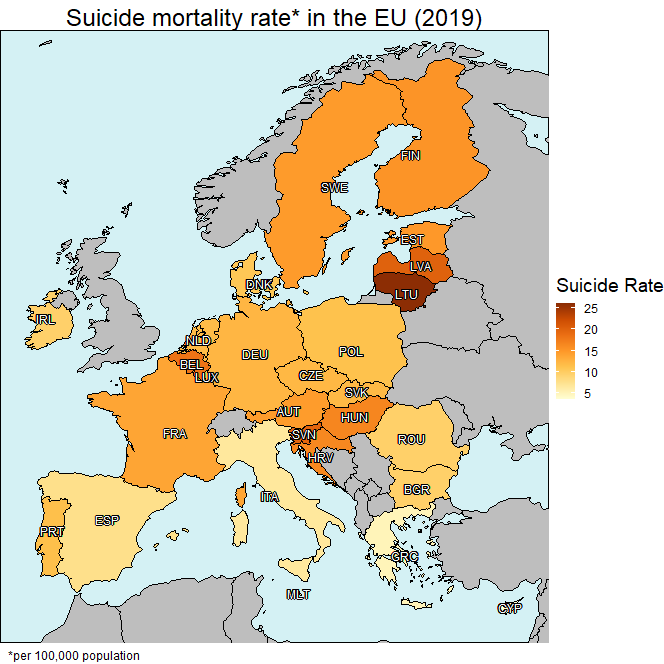 Suicide mortality rate* in the EU (2019)
FIN
SWE
EST
LVA
DNK
LTU
IRL
NLD
DEU
POL
BEL
LUX
CZE
SVK
AUT
HUN
FRA
SVN
ROU
HRV
BGR
ITA
ESP
PRT
GRC
MLT
CYP
Suicide Rate
25
20
15
10
5
*per 100,000 population